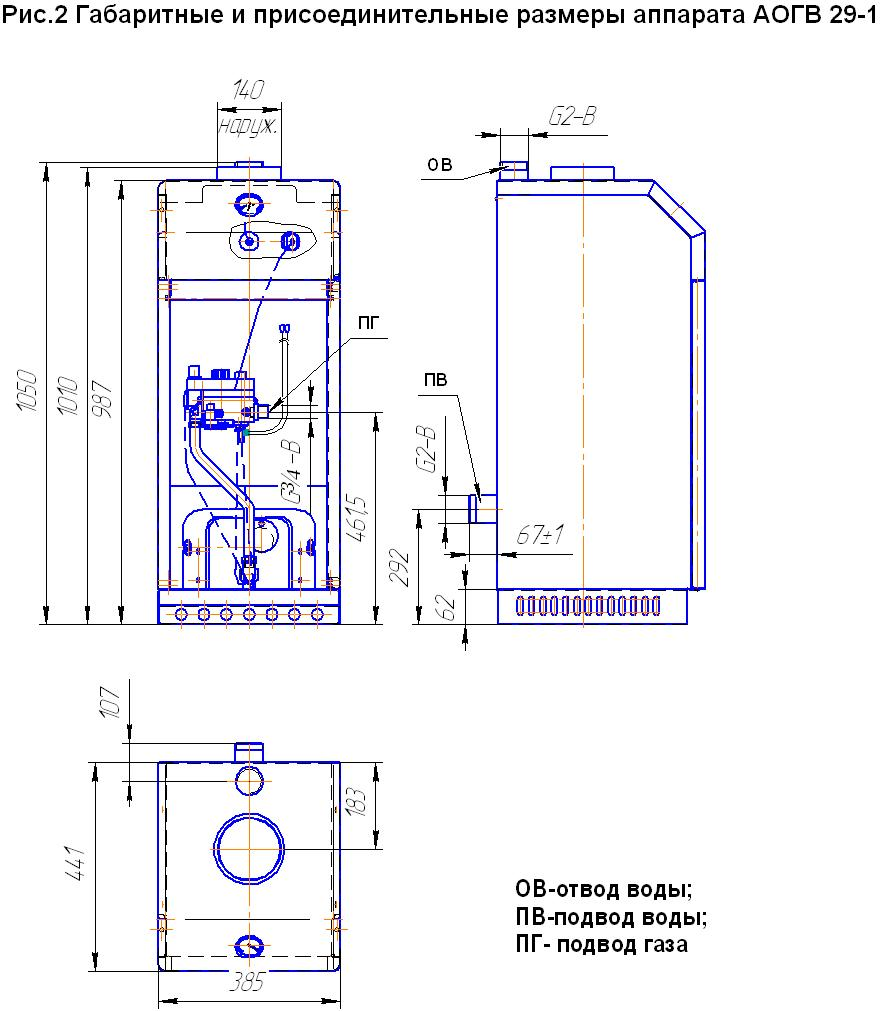 Рис.2 Габаритные и присоединительные размеры аппарата АОГВ 29-1
140
наруж.
G2-B
ОВ
ПГ
ПВ
1050
1010
987
G3/4-B
461,5
G2-B
67±1
292
62
107
183
441
385
ОВ-отвод воды;
ПВ-подвод воды;
ПГ- подвод газа